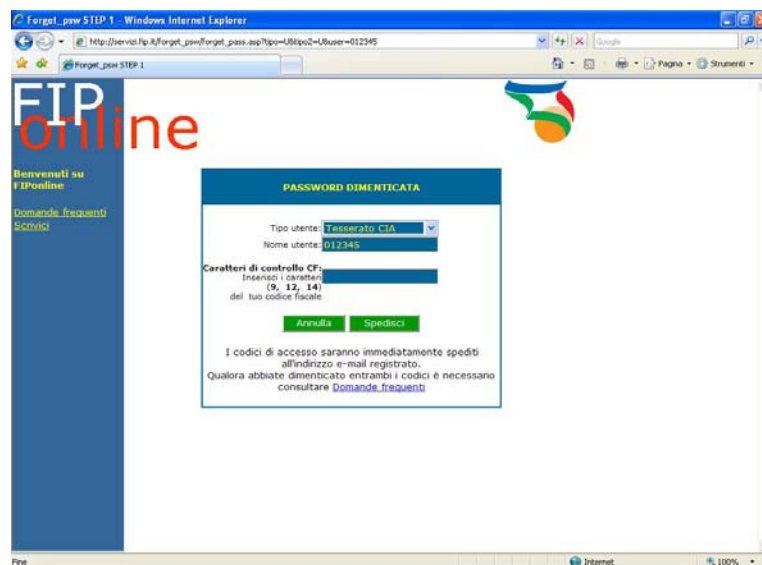 Forget_psw STEP 1 - Windows Internet Explorer
http://servizi.fip.it/forget_psw/forget_pass.asp?tipo=U&tipo2=U&user=012345
Google
Forget_psw STEP 1
Pagina
Strumenti
FIP
online
Benvenuti su
FIPonline
Domande frequenti
Scrivici
PASSWORD DIMENTICATA
Tipo utente: Tesserato CIA
Nome utente: 012345
Caratteri di controllo CF:
Inserisci i caratteri
(9, 12, 14)
del tuo codice fiscale
Annulla Spedisci
I codici di accesso saranno immediatamente spediti
all'indirizzo e-mail registrato.
Qualora abbiate dimenticato entrambi i codici è necessario
consultare Domande frequenti
Fine
Internet
100%